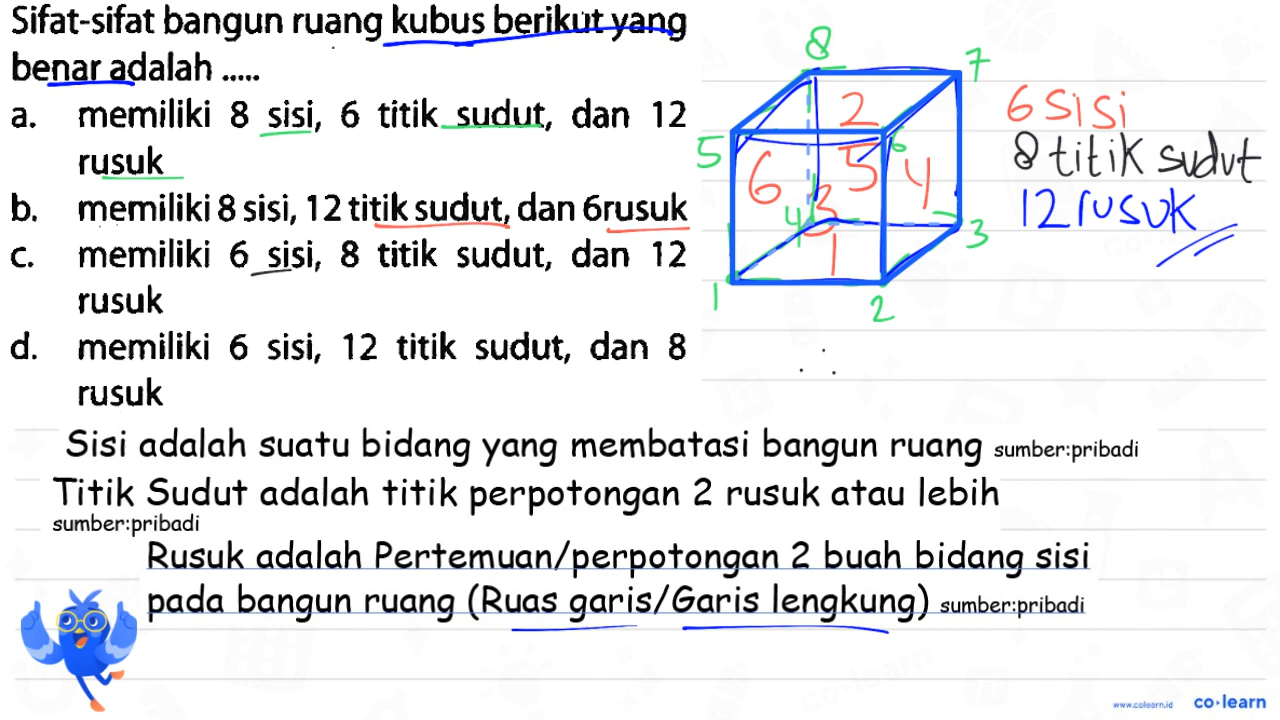 Sifat-sifat bangun ruang kubus berikut yang
benar adalah .....
a. memiliki 8 sisi, 6 titik sudut, dan 12
rusuk
b. memiliki 8 sisi, 12 titik sudut, dan 6rusuk
c. memiliki 6 sisi, 8 titik sudut, dan 12
rusuk
d. memiliki 6 sisi, 12 titik sudut, dan 8
rusuk
8
7
2
5
6
6
5
4
4
3
3
1
1
2
6 sisi
8 titik sudut
12 rusuk
Sisi adalah suatu bidang yang membatasi bangun ruang sumber:pribadi
Titik Sudut adalah titik perpotongan 2 rusuk atau lebih
sumber:pribadi
Rusuk adalah Pertemuan/perpotongan 2 buah bidang sisi
pada bangun ruang (Ruas garis/Garis lengkung) sumber:pribadi
www.colearn.id co·learn